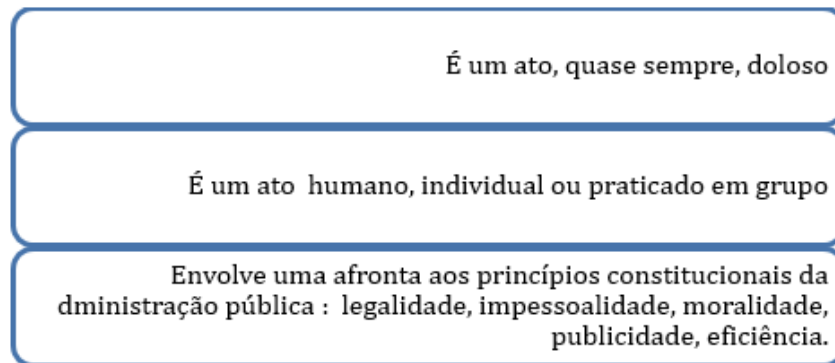 É um ato, quase sempre, doloso
É um ato humano, individual ou praticado em grupo
Envolve uma afronta aos princípios constitucionais da
dministração pública : legalidade, impessoalidade, moralidade,
publicidade, eficiência.